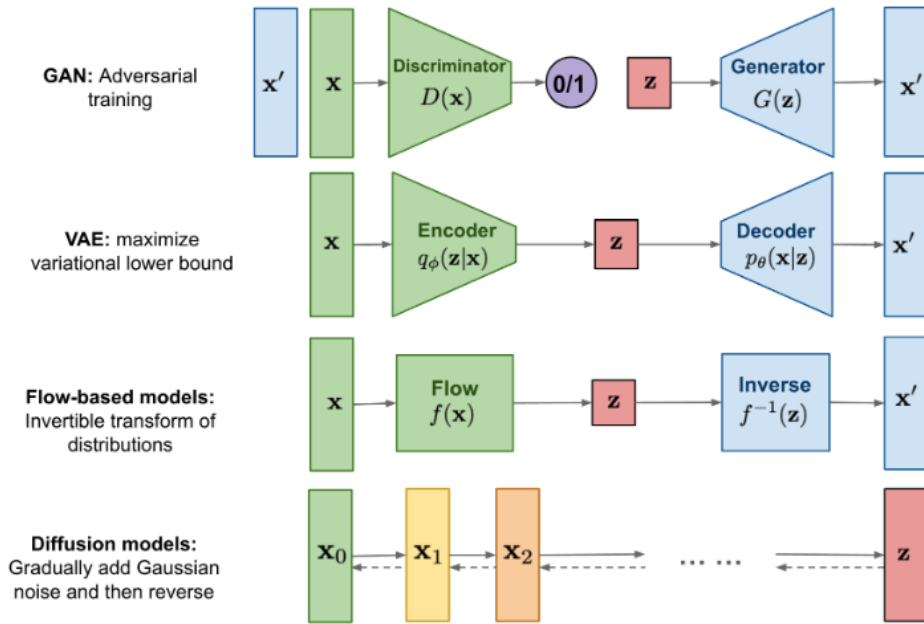 GAN: Adversarial
training
x′
x
Discriminator
D(x)
0/1
z
Generator
G(z)
x′
VAE: maximize
variational lower bound
x
Encoder
qϕ(z|x)
z
Decoder
pθ(x|z)
x′
Flow-based models:
Invertible transform of
distributions
x
Flow
f(x)
z
Inverse
f⁻¹(z)
x′
Diffusion models:
Gradually add Gaussian
noise and then reverse
x₀
x₁
x₂
... ...
z